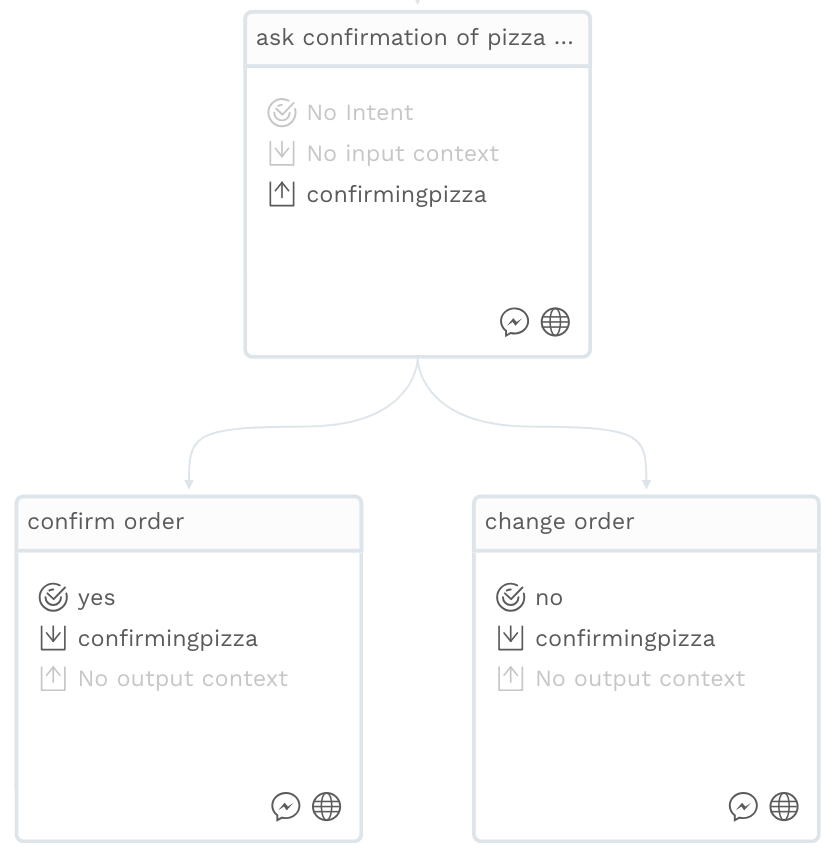 ask confirmation of pizza ...
No Intent
No input context
confirmingpizza
confirm order
yes
confirmingpizza
No output context
change order
no
confirmingpizza
No output context